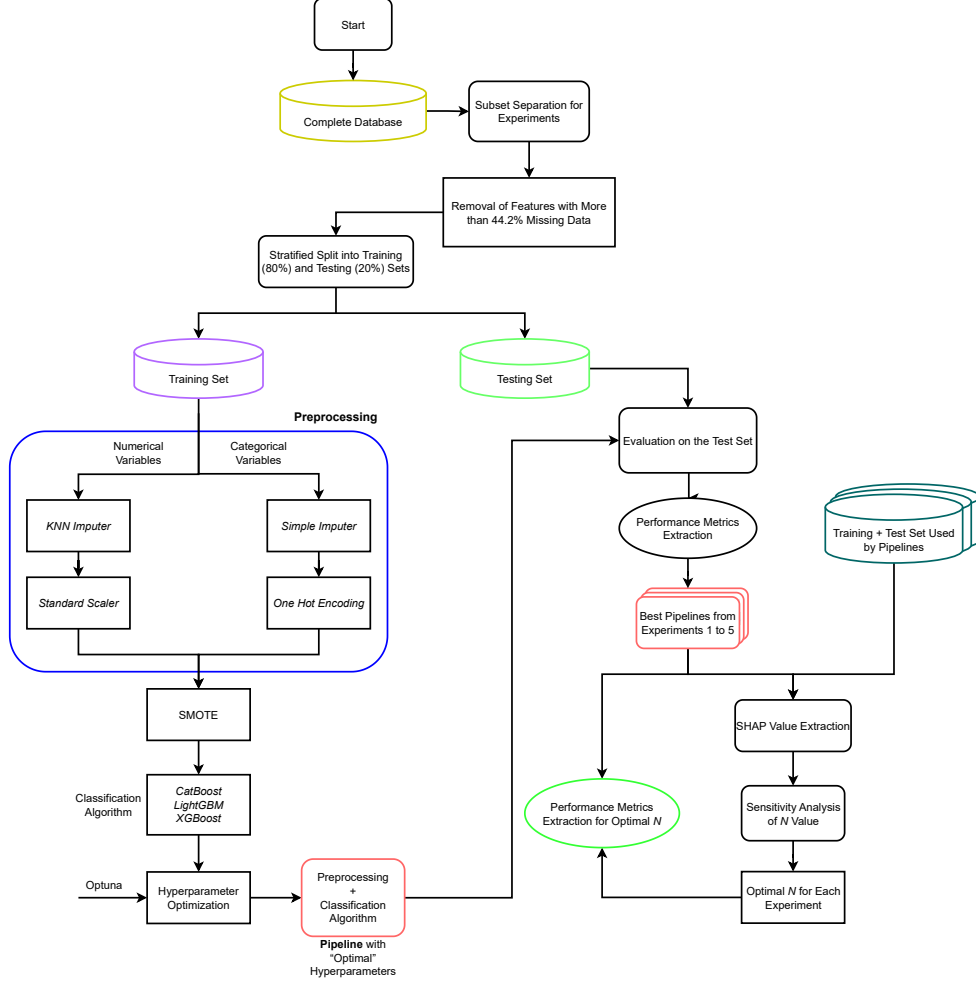 Start
Complete Database
Subset Separation for
Experiments
Removal of Features with More
than 44.2% Missing Data
Stratified Split into Training
(80%) and Testing (20%) Sets
Training Set
Testing Set
Preprocessing
Numerical
Variables
Categorical
Variables
KNN Imputer
Simple Imputer
Standard Scaler
One Hot Encoding
SMOTE
Classification
Algorithm
CatBoost
LightGBM
XGBoost
Optuna
Hyperparameter
Optimization
Preprocessing
+
Classification
Algorithm
Pipeline with
“Optimal”
Hyperparameters
Evaluation on the Test Set
Performance Metrics
Extraction
Training + Test Set Used
by Pipelines
Best Pipelines from
Experiments 1 to 5
SHAP Value Extraction
Sensitivity Analysis
of N Value
Optimal N for Each
Experiment
Performance Metrics
Extraction for Optimal N